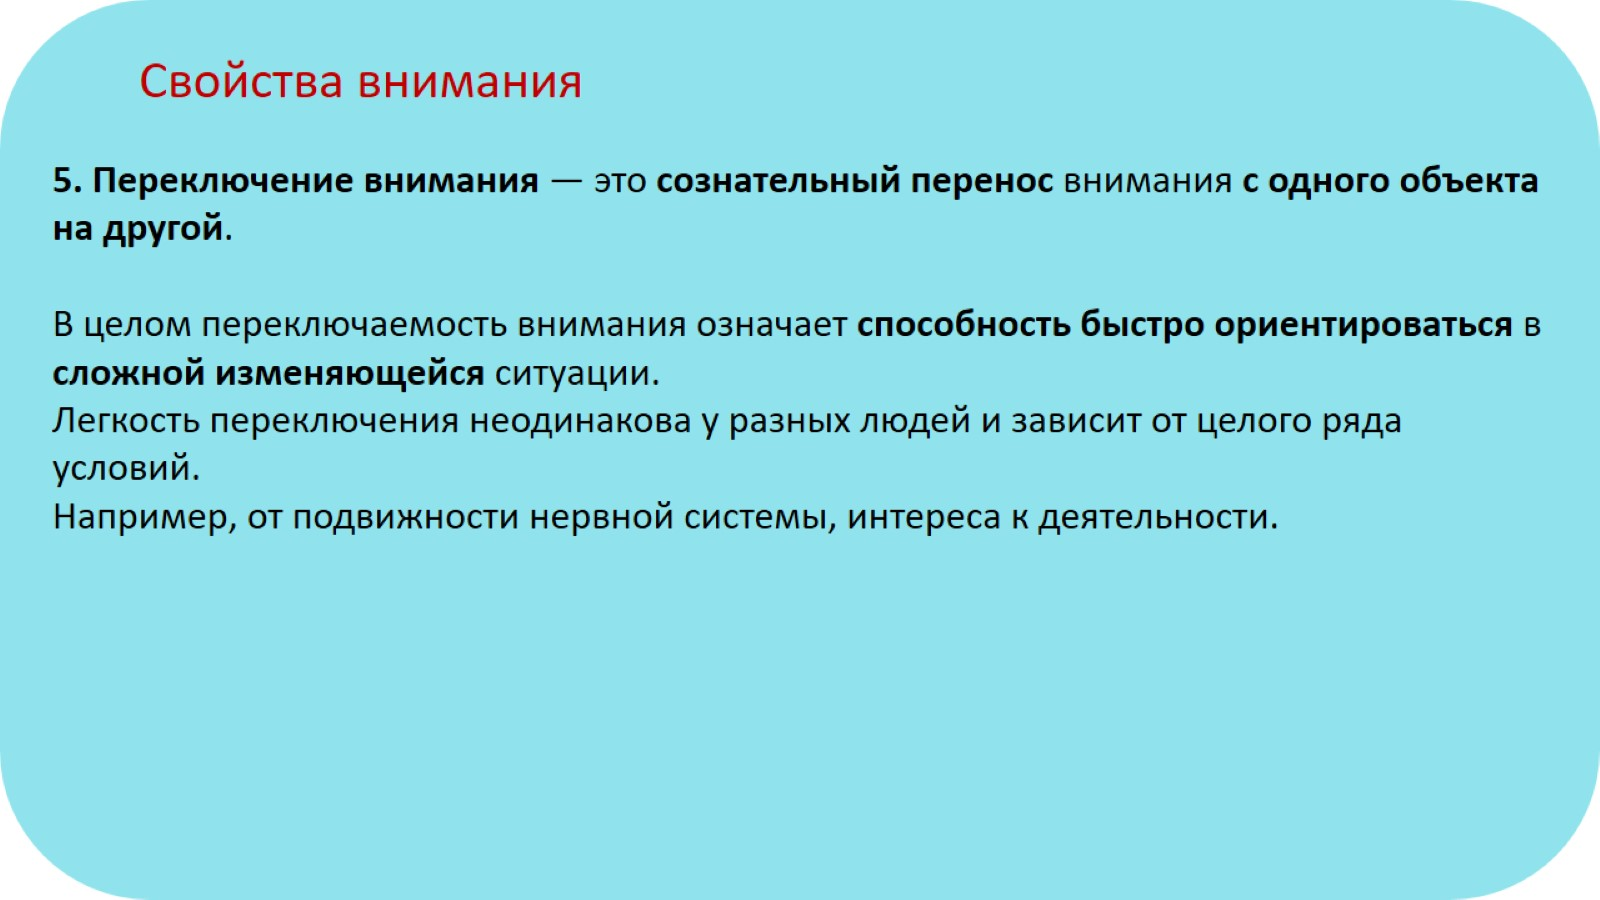 Свойства внимания
5. Переключение внимания — это сознательный перенос внимания с одного объекта
на другой.
В целом переключаемость внимания означает способность быстро ориентироваться в
сложной изменяющейся ситуации.
Легкость переключения неодинакова у разных людей и зависит от целого ряда
условий.
Например, от подвижности нервной системы, интереса к деятельности.